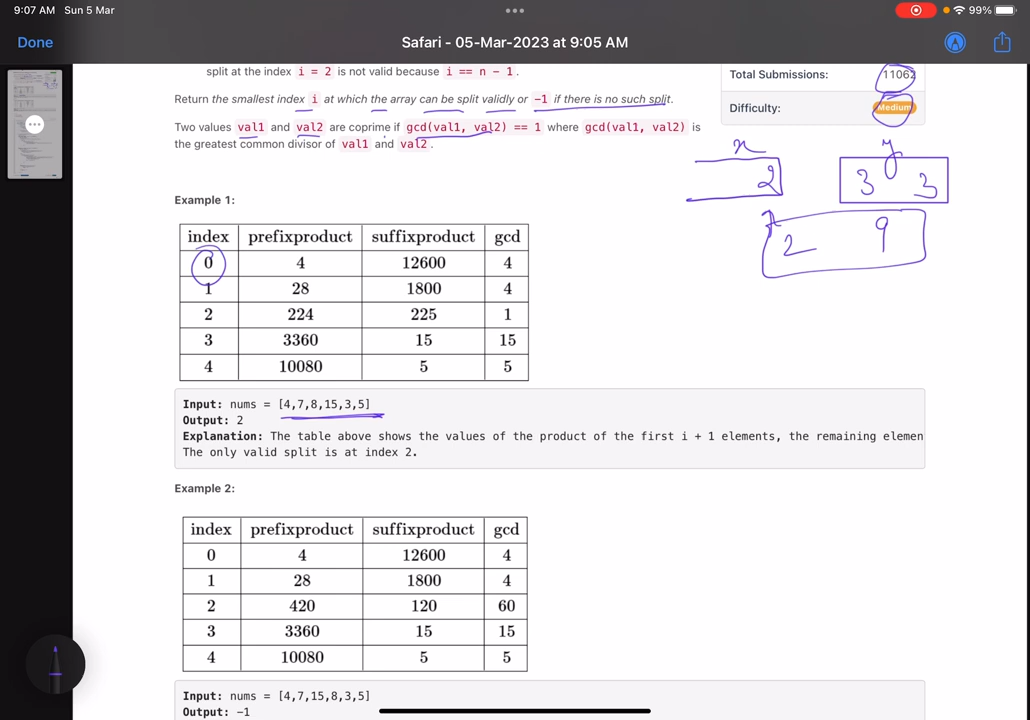 9:07 AM Sun 5 Mar
99%
Done
Safari - 05-Mar-2023 at 9:05 AM
split at the index i = 2 is not valid because i == n - 1.
Return the smallest index i at which the array can be split validly or -1 if there is no such split.
Two values val1 and val2 are coprime if gcd(val1, val2) == 1 where gcd(val1, val2) is
the greatest common divisor of val1 and val2.
Total Submissions: 11062
Difficulty: Medium
x y
2 3 3
2 9
Example 1:
index prefixproduct suffixproduct gcd
0 4 12600 4
1 28 1800 4
2 224 225 1
3 3360 15 15
4 10080 5 5
Input: nums = [4,7,8,15,3,5]
Output: 2
Explanation: The table above shows the values of the product of the first i + 1 elements, the remaining elemen
The only valid split is at index 2.
Example 2:
index prefixproduct suffixproduct gcd
0 4 12600 4
1 28 1800 4
2 420 120 60
3 3360 15 15
4 10080 5 5
Input: nums = [4,7,15,8,3,5]
Output: -1